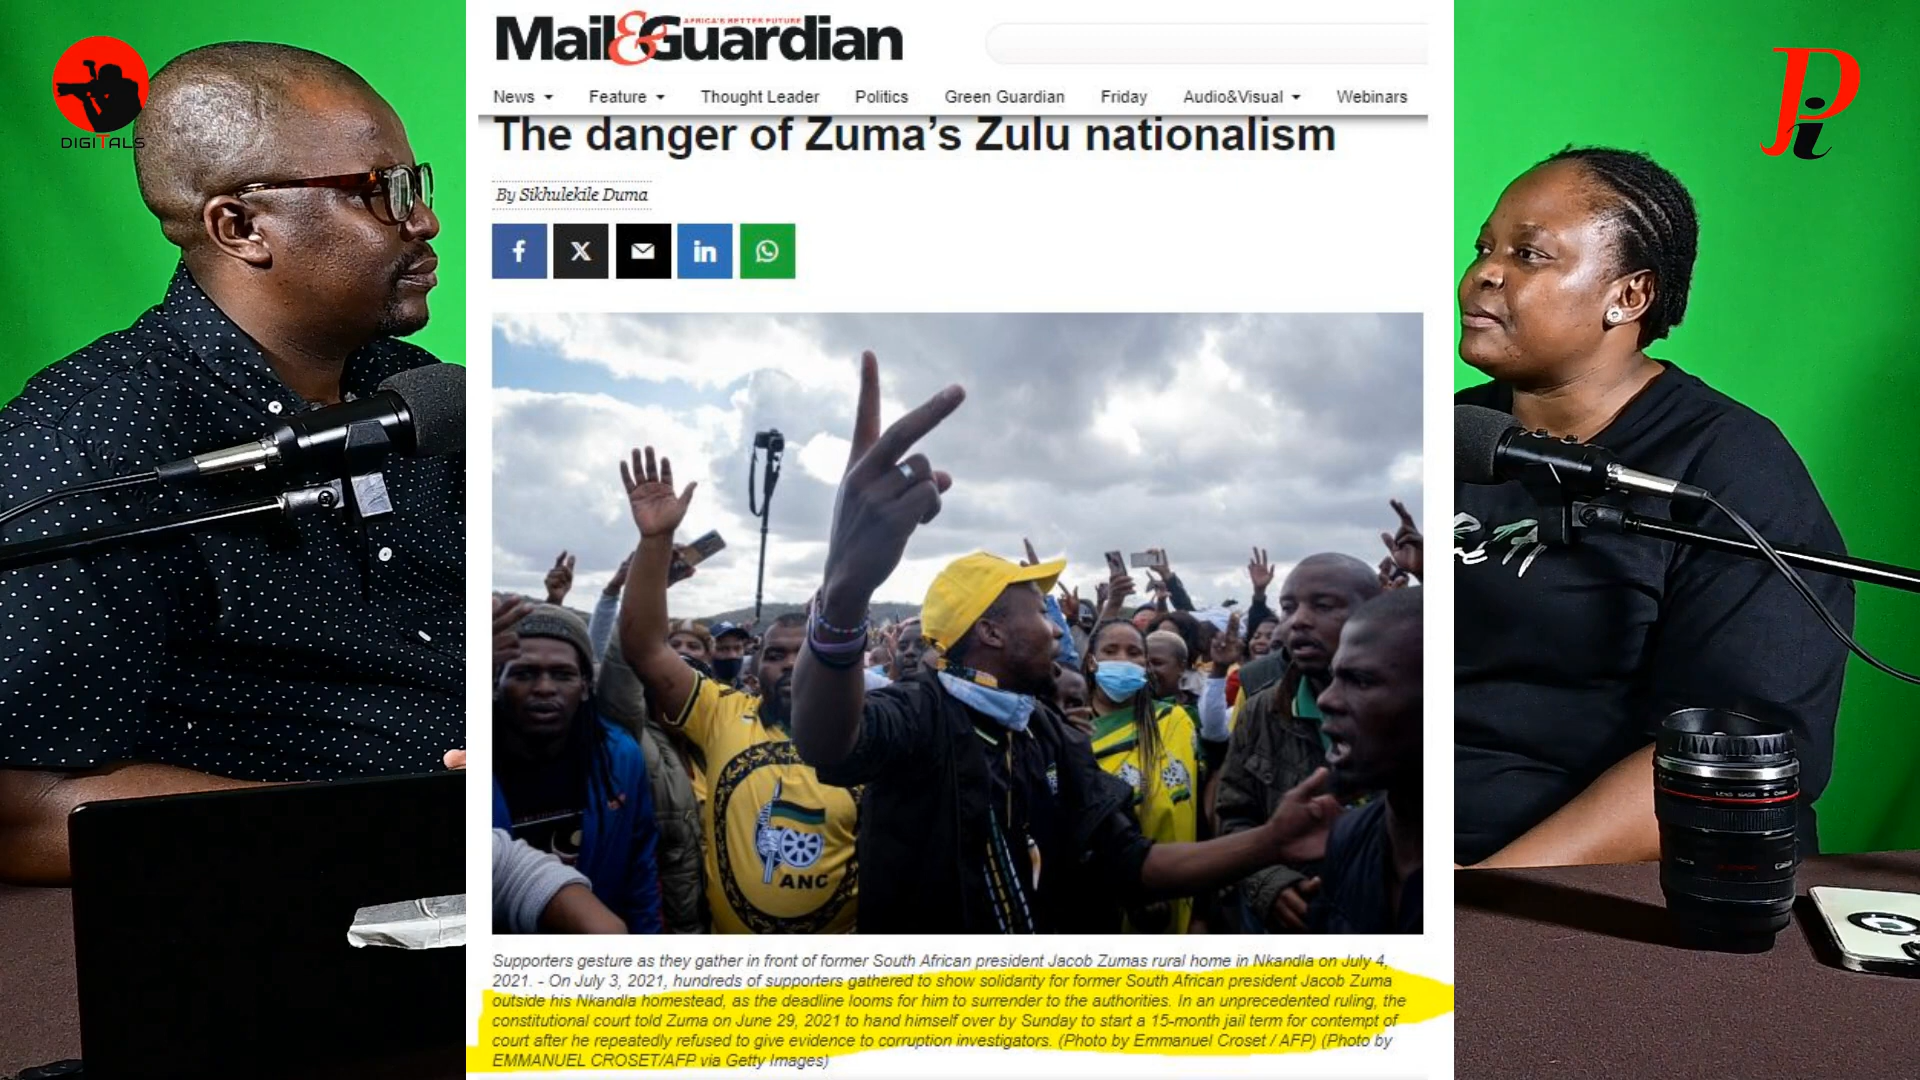 DIGITALS
Pi
AFRICA'S BETTER FUTURE
Mail&Guardian
News Feature Thought Leader Politics Green Guardian Friday Audio&Visual Webinars
The danger of Zuma's Zulu nationalism
By Sikhulekile Duma
ANC
Supporters gesture as they gather in front of former South African president Jacob Zumas rural home in Nkandla on July 4,
2021. - On July 3, 2021, hundreds of supporters gathered to show solidarity for former South African president Jacob Zuma
outside his Nkandla homestead, as the deadline looms for him to surrender to the authorities. In an unprecedented ruling, the
constitutional court told Zuma on June 29, 2021 to hand himself over by Sunday to start a 15-month jail term for contempt of
court after he repeatedly refused to give evidence to corruption investigators. (Photo by Emmanuel Croset / AFP) (Photo by
EMMANUEL CROSET/AFP via Getty Images)